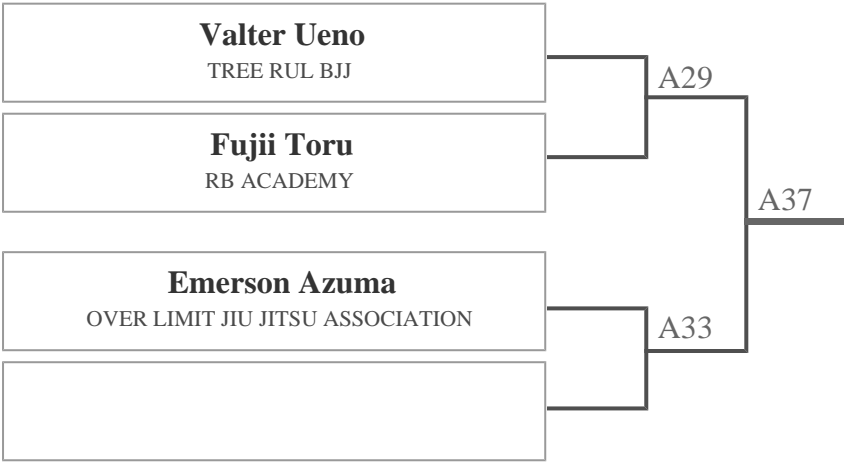 Valter Ueno
TREE RUL BJJ
A29
Fujii Toru
RB ACADEMY
A37
Emerson Azuma
OVER LIMIT JIU JITSU ASSOCIATION
A33